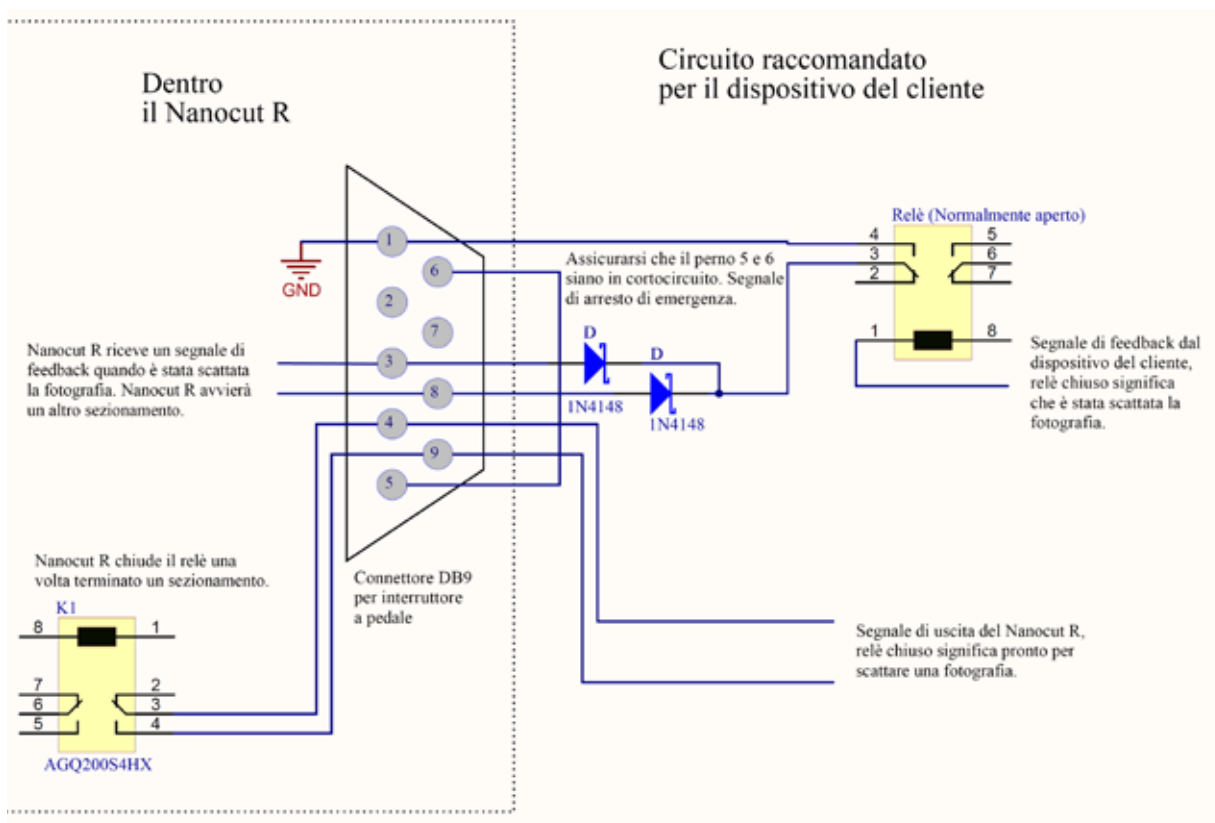 Dentro
il Nanocut R
Circuito raccomandato
per il dispositivo del cliente
Relè (Normalmente aperto)
4
3
2
5
6
7
1
8
Assicurarsi che il perno 5 e 6
siano in cortocircuito. Segnale
di arresto di emergenza.
GND
1
6
2
7
3
8
4
9
5
D
1N4148
D
1N4148
Nanocut R riceve un segnale di
feedback quando è stata scattata
la fotografia. Nanocut R avvierà
un altro sezionamento.
Segnale di feedback dal
dispositivo del cliente,
relè chiuso significa
che è stata scattata la
fotografia.
Nanocut R chiude il relè una
volta terminato un sezionamento.
Connettore DB9
per interruttore
a pedale
K1
8
1
7
6
5
2
3
4
AGQ200S4HX
Segnale di uscita del Nanocut R,
relè chiuso significa pronto per
scattare una fotografia.